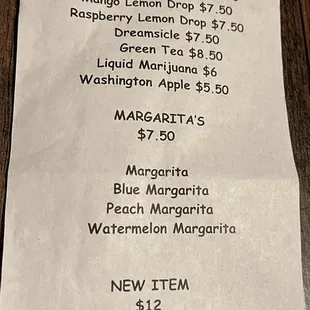 Mango Lemon Drop $7.50
Raspberry Lemon Drop $7.50
Dreamsicle $7.50
Green Tea $8.50
Liquid Marijuana $6
Washington Apple $5.50
MARGARITA'S
$7.50
Margarita
Blue Margarita
Peach Margarita
Watermelon Margarita
NEW ITEM
$12